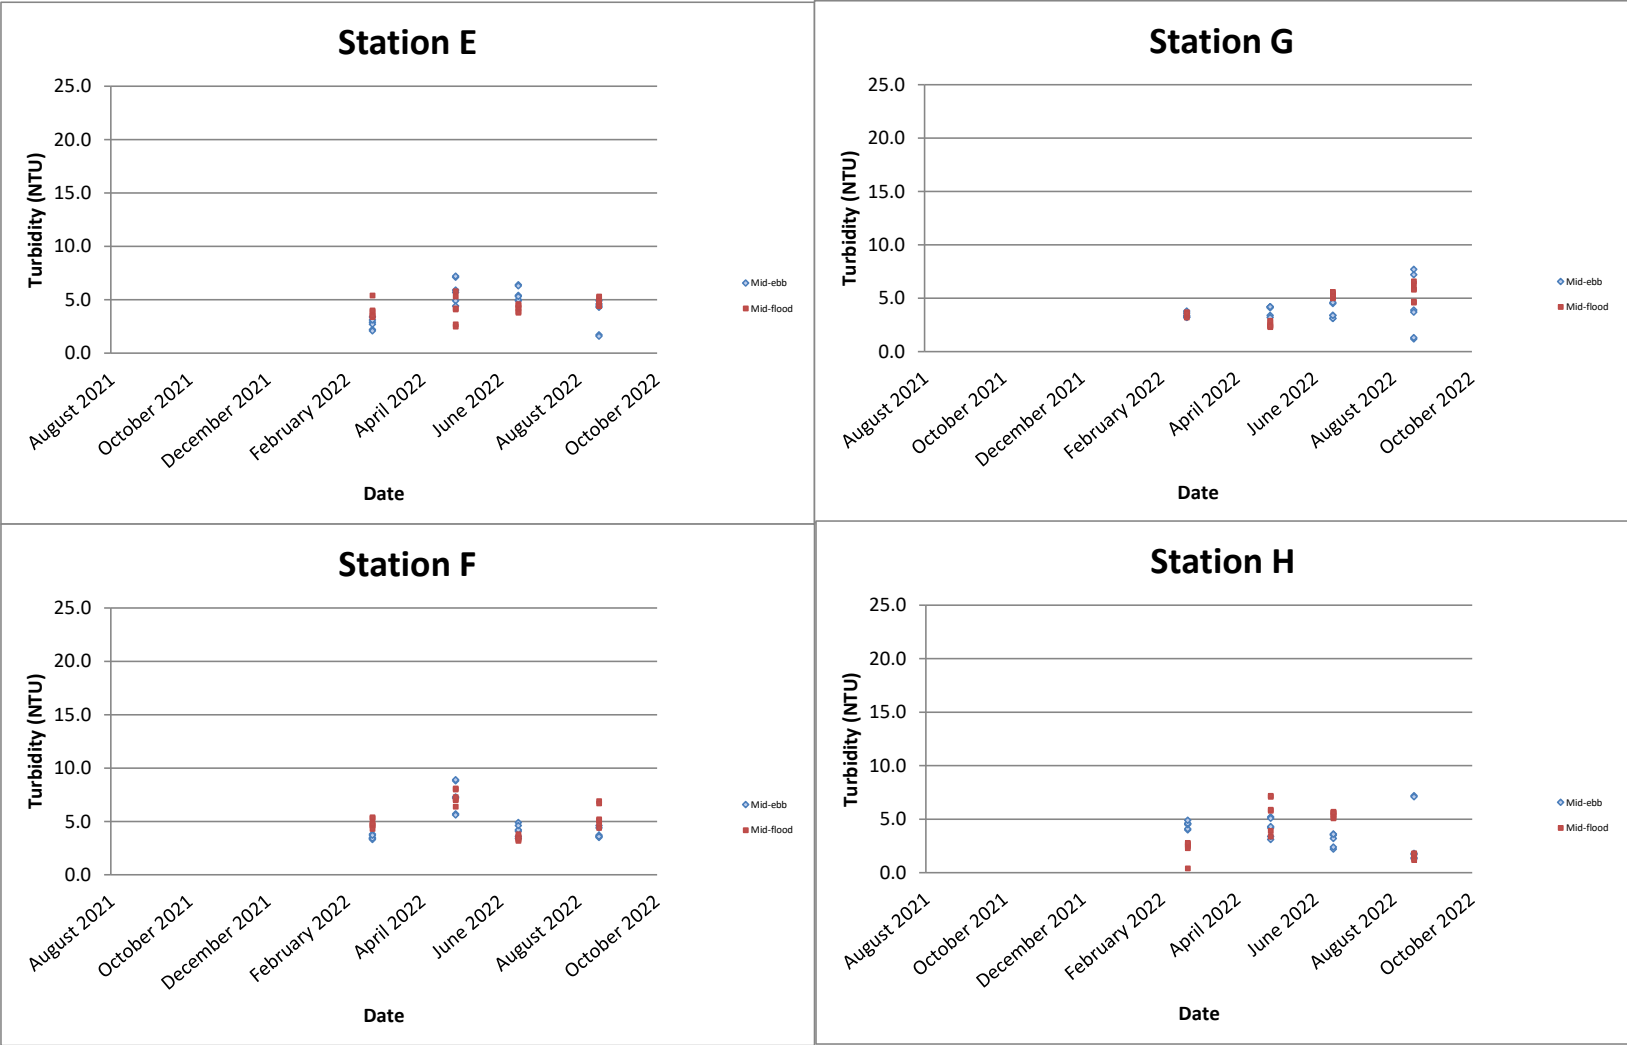 Station E
25.0
20.0
15.0
10.0
5.0
0.0
Turbidity (NTU)
August 2021
October 2021
December 2021
February 2022
April 2022
June 2022
August 2022
October 2022
Date
Mid-ebb
Mid-flood
Station G
25.0
20.0
15.0
10.0
5.0
0.0
Turbidity (NTU)
August 2021
October 2021
December 2021
February 2022
April 2022
June 2022
August 2022
October 2022
Date
Mid-ebb
Mid-flood
Station F
25.0
20.0
15.0
10.0
5.0
0.0
Turbidity (NTU)
August 2021
October 2021
December 2021
February 2022
April 2022
June 2022
August 2022
October 2022
Date
Mid-ebb
Mid-flood
Station H
25.0
20.0
15.0
10.0
5.0
0.0
Turbidity (NTU)
August 2021
October 2021
December 2021
February 2022
April 2022
June 2022
August 2022
October 2022
Date
Mid-ebb
Mid-flood